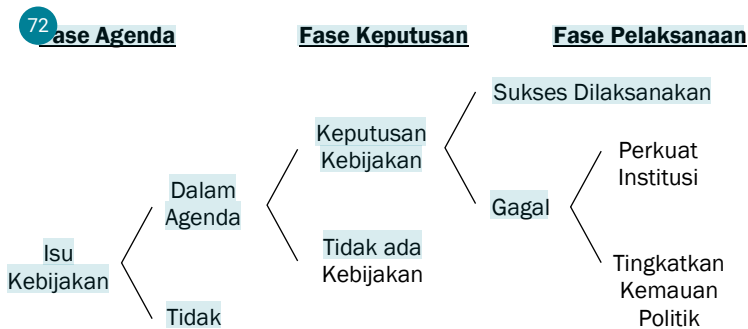 72
ase Agenda
Fase Keputusan
Fase Pelaksanaan
Sukses Dilaksanakan
Keputusan
Kebijakan
Perkuat
Institusi
Dalam
Agenda
Gagal
Isu
Kebijakan
Tidak ada
Kebijakan
Tingkatkan
Kemauan
Politik
Tidak